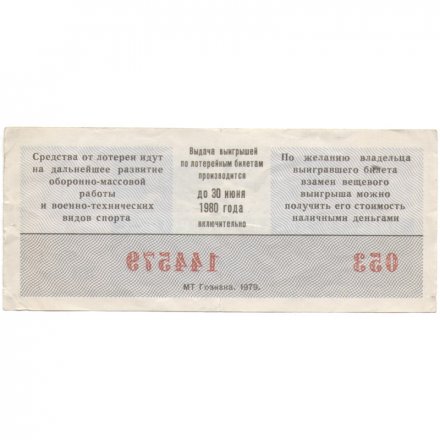 Средства от лотереи идут
на дальнейшее развитие
оборонно-массовой
работы
и военно-технических
видов спорта
Выдача выигрышей
по лотерейным билетам
производится
до 30 июня
1980 года
включительно
По желанию владельца
выигравшего билета
взамен вещевого
выигрыша можно
получить его стоимость
наличными деньгами
144579
053
МТ Гознака. 1979.